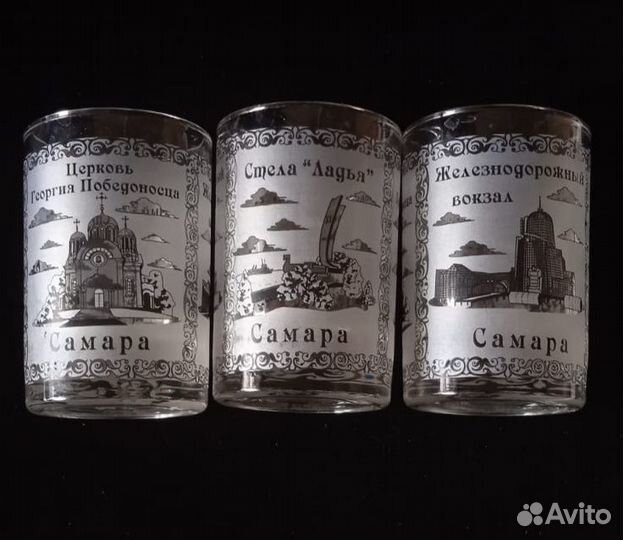 Церковь
Георгия Победоносца
Самара
Стела "Ладья"
Самара
Железнодорожный
вокзал
Самара
Avito